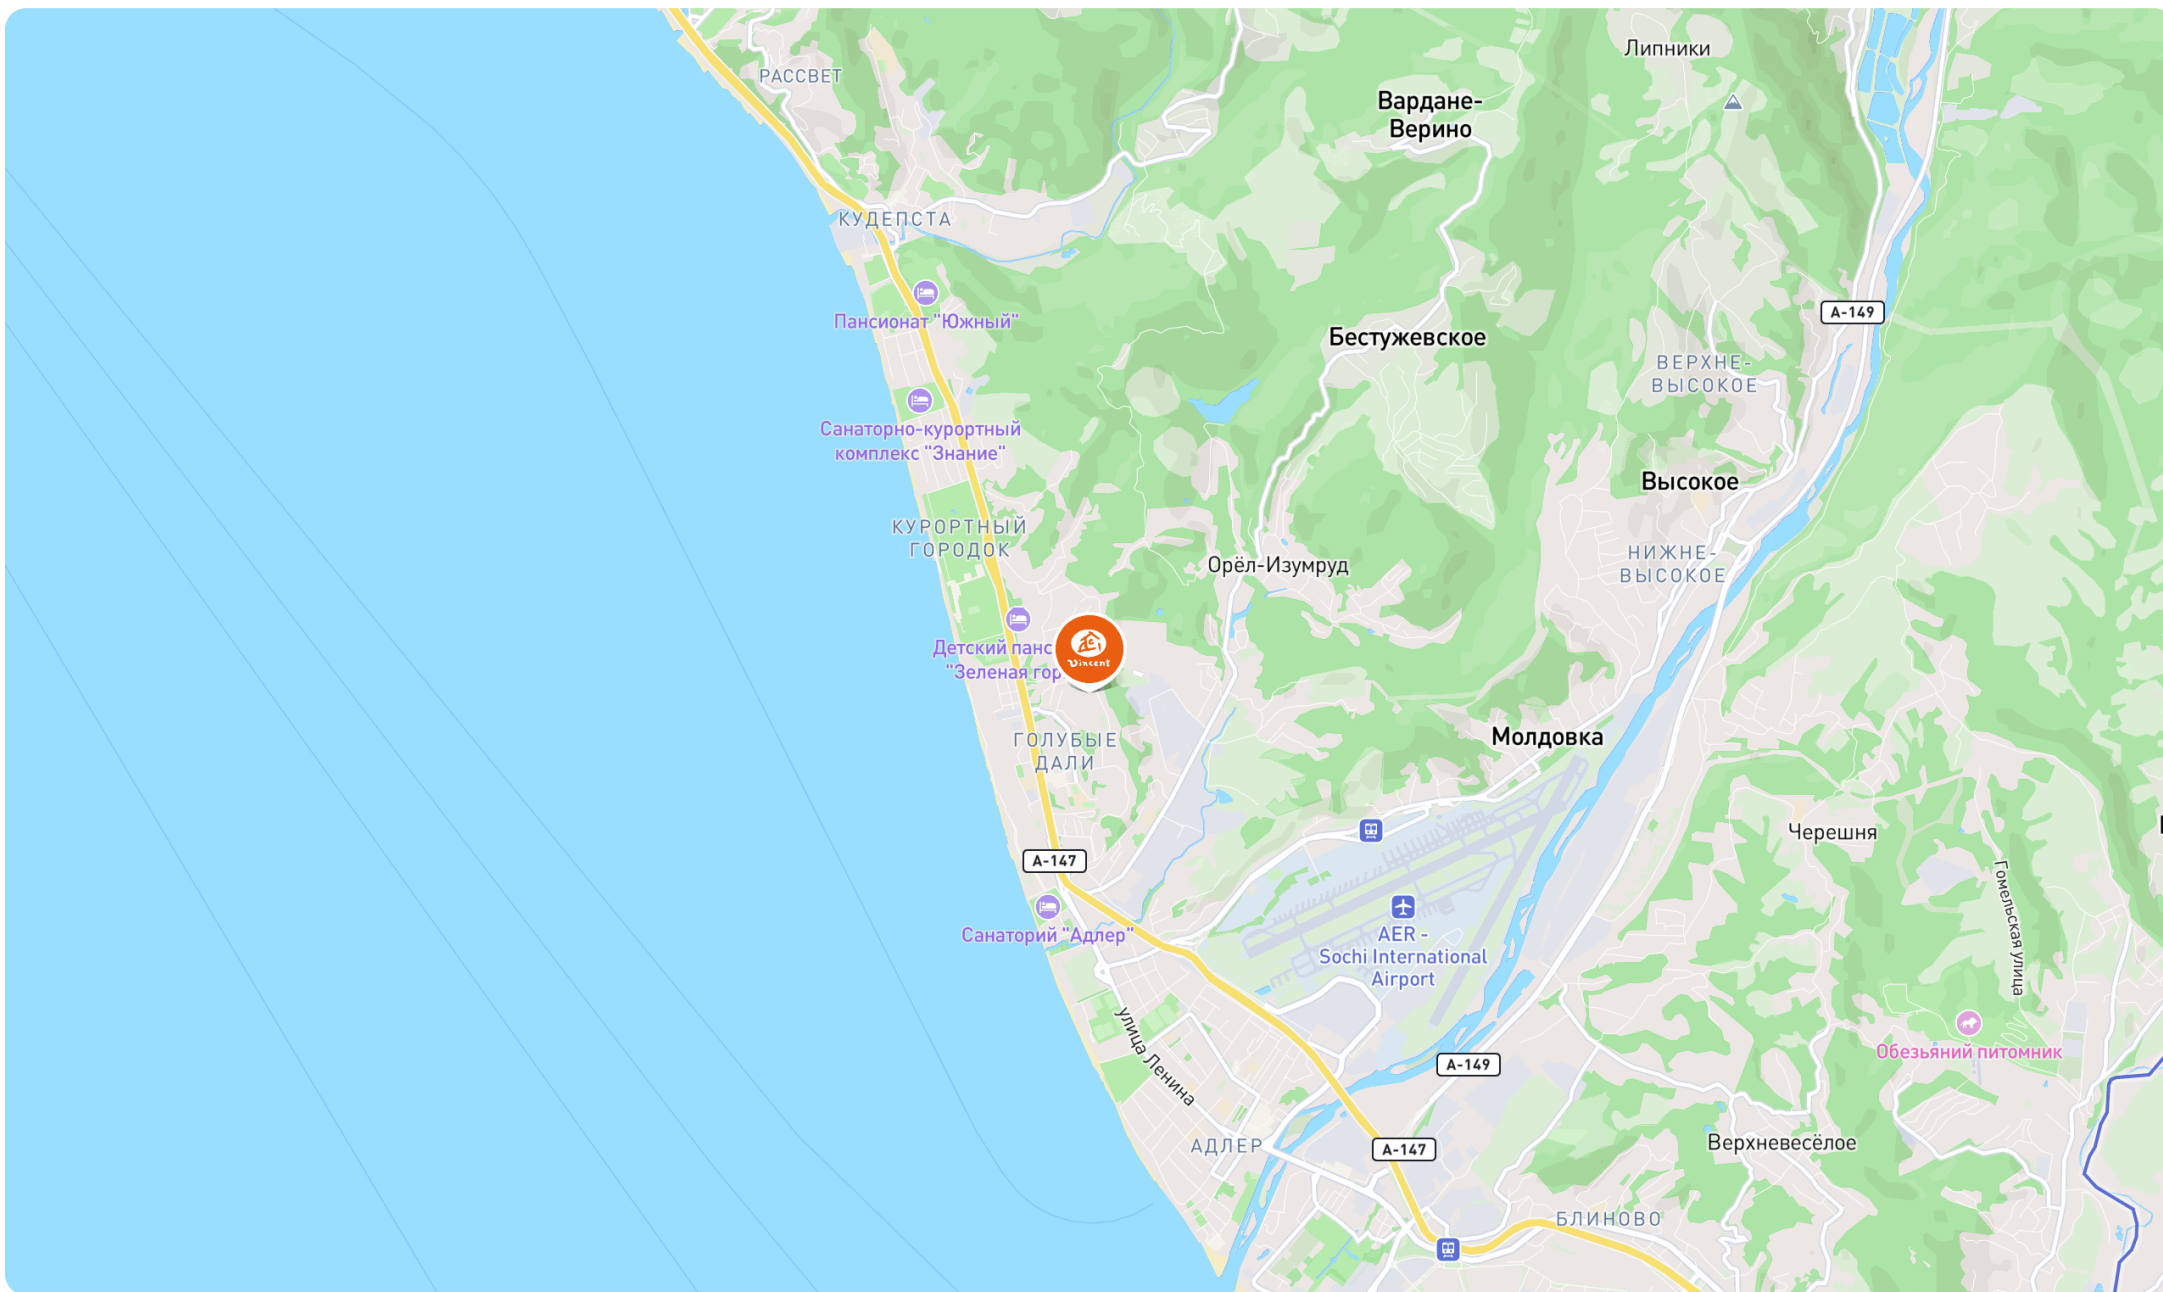 Липники
РАССВЕТ
Вардане-
Верино
КУДЕПСТА
Пансионат "Южный"
А-149
Бестужевское
ВЕРХНЕ-
ВЫСОКОЕ
Санаторно-курортный
комплекс "Знание"
Высокое
КУРОРТНЫЙ
ГОРОДОК
НИЖНЕ-
ВЫСОКОЕ
Орёл-Изумруд
Детский панс
"Зеленая гор
Vincent
Молдовка
ГОЛУБЫЕ
ДАЛИ
Черешня
А-147
Гомельская улица
Санаторий "Адлер"
AER -
Sochi International
Airport
улица Ленина
Обезьяний питомник
А-149
АДЛЕР
А-147
Верхневесёлое
БЛИНОВО